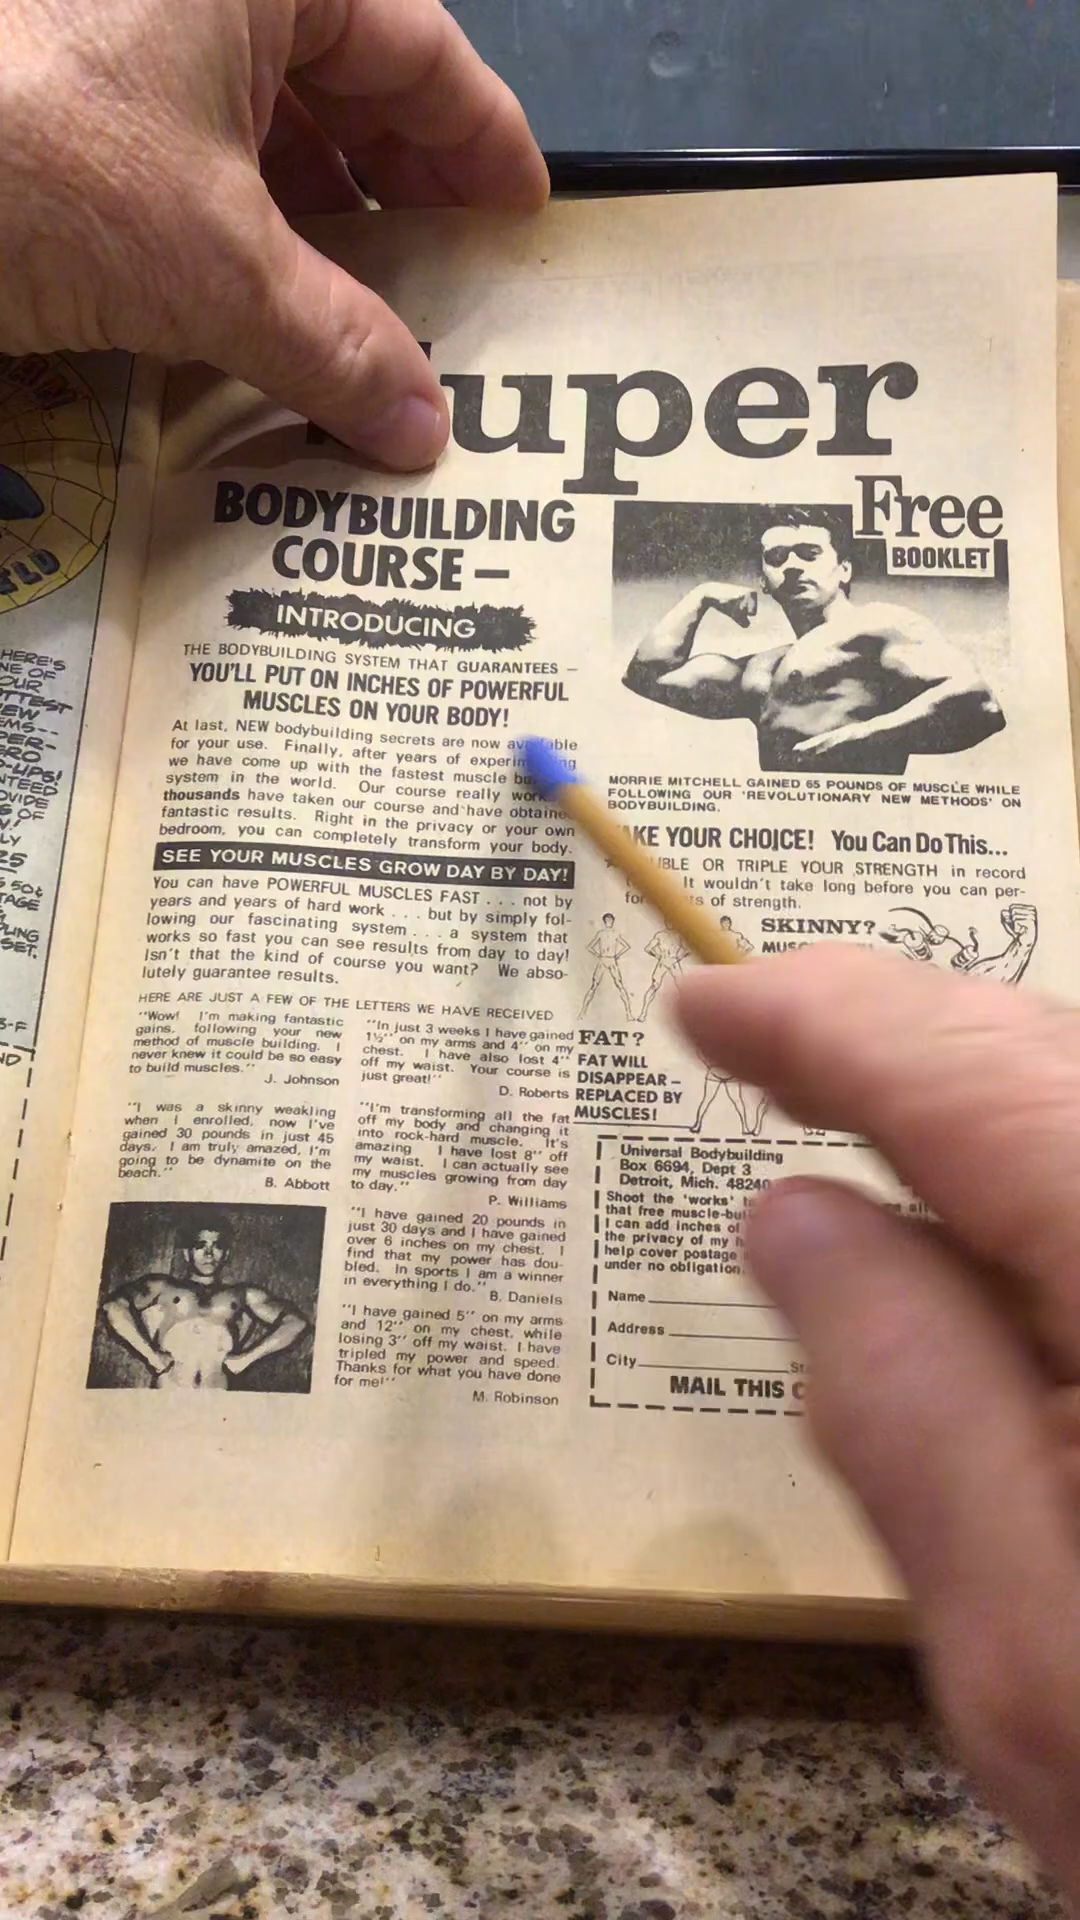 uper
BODYBUILDING
COURSE —
INTRODUCING
THE BODYBUILDING SYSTEM THAT GUARANTEES —
YOU'LL PUT ON INCHES OF POWERFUL
MUSCLES ON YOUR BODY!
At last, NEW bodybuilding secrets are now
for your use. Finally, after years of
we have come up with the fastest muscle
system in the world. Our course really
thousands have taken our course and have
fantastic results. Right in the privacy or your own
bedroom, you can completely transform your body.
SEE YOUR MUSCLES GROW DAY BY DAY!
You can have POWERFUL MUSCLES FAST . . . not by
years and years of hard work . . . but by simply fol-
lowing our fascinating system . . . a system that
works so fast you can see results from day to day!
Isn't that the kind of course you want? We abso-
lutely guarantee results.
HERE ARE JUST A FEW OF THE LETTERS WE HAVE RECEIVED
"Wow! I'm making fantastic
gains, following your new
method of muscle building. I
never knew it could be so easy
to build muscles."
J. Johnson
"I was a skinny weakling
when I enrolled, now I've
gained 30 pounds in just 45
days. I am truly amazed, I'm
going to be dynamite on the
beach."
B. Abbott
"In just 3 weeks I have gained
1½" on my arms and 4" on my
chest. I have also lost 4"
off my waist. Your course is
just great!"
D. Roberts
"I'm transforming all the fat
off my body and changing it
into rock-hard muscle. It's
amazing I have lost 8" off
my waist. I can actually see
my muscles growing from day
to day."
P. Williams
"I have gained 20 pounds in
just 30 days and I have gained
over 6 inches on my chest. I
find that my power has dou-
bled. In sports I am a winner
in everything I do."
B. Daniels
"I have gained 5" on my arms
and 12" on my chest, while
losing 3" off my waist. I have
tripled my power and speed.
Thanks for what you have done
for me!"
M. Robinson
Free
BOOKLET
MORRIE MITCHELL GAINED 65 POUNDS OF MUSCLE WHILE
FOLLOWING OUR 'REVOLUTIONARY NEW METHODS' ON
BODYBUILDING.
YOUR CHOICE! You Can Do This...
OR TRIPLE YOUR STRENGTH in record
It wouldn't take long before you can per-
of strength.
SKINNY?
FAT?
FAT WILL
DISAPPEAR —
REPLACED BY
MUSCLES!
Universal Bodybuilding
Box 6694, Dept 3
Detroit, Mich. 48240
Shoot the 'works'
that free
I can add inches of
the privacy of my
help cover postage
under no obligation.
Name
Address
City
MAIL THIS
HERE'S
OF
25
50¢
SET.